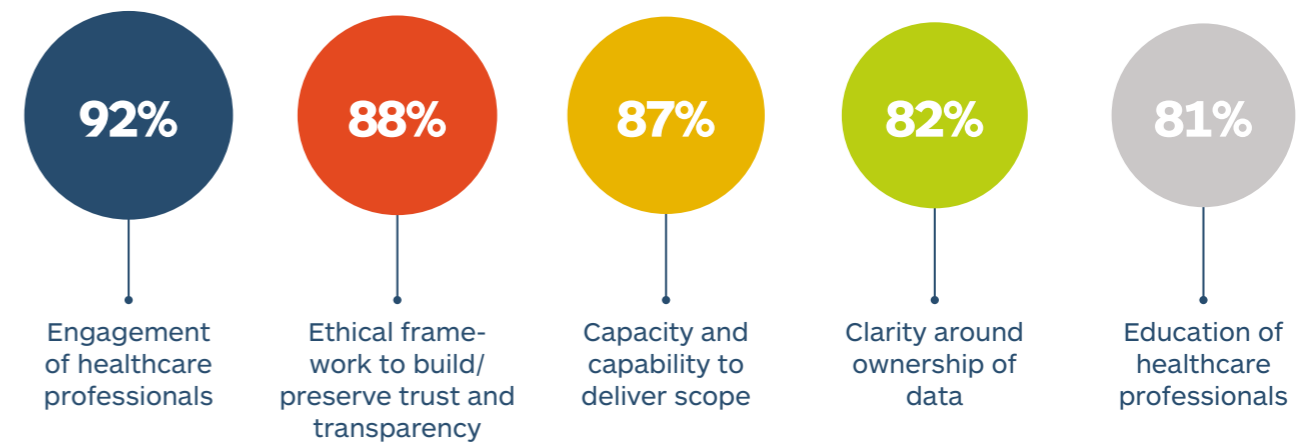 92%
88%
87%
82%
81%
Engagement
of healthcare
professionals
Ethical frame-
work to build/
preserve trust and
transparency
Capacity and
capability to
deliver scope
Clarity around
ownership of
data
Education of
healthcare
professionals